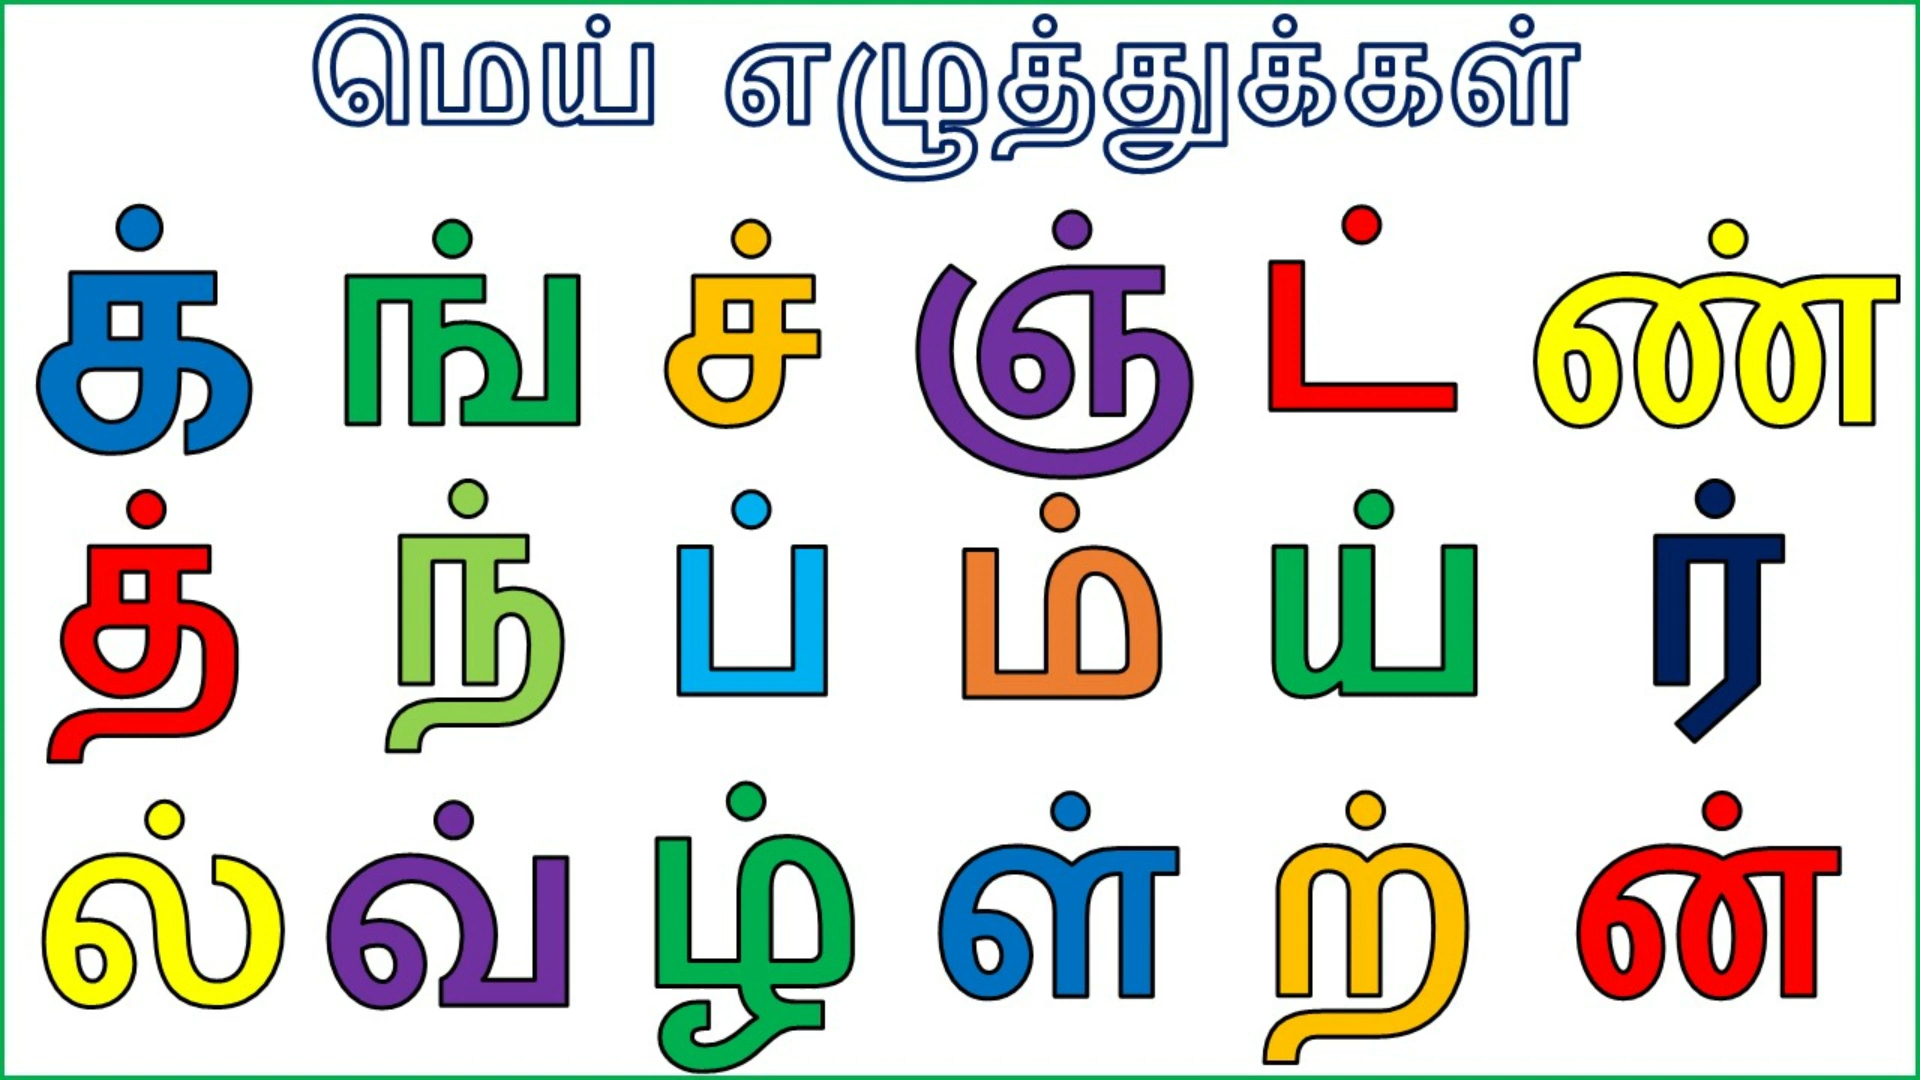 மெய் எழுத்துக்கள்
க் ங் ச் ஞ் ட் ண்
த் ந் ப் ம் ய் ர்
ல் வ் ழ் ள் ற் ன்